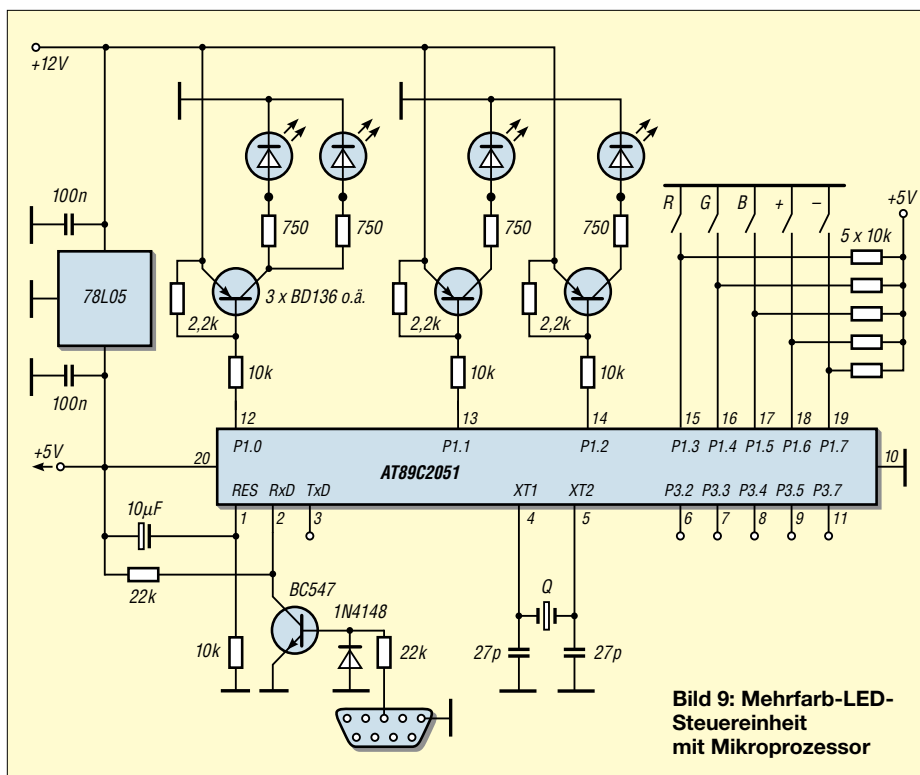 +12V
100n
750
750
750
750
R
G
B
+
–
+5V
5 x 10k
78L05
3 x BD136 o.ä.
2,2k
2,2k
2,2k
10k
10k
10k
100n
12
13
14
15
16
17
18
19
P1.0
P1.1
P1.2
P1.3
P1.4
P1.5
P1.6
P1.7
+5V
20
AT89C2051
10
RES
RxD
TxD
XT1
XT2
P3.2
P3.3
P3.4
P3.5
P3.7
1
2
3
4
5
6
7
8
9
11
10µF
22k
BC547
1N4148
Q
10k
22k
27p
27p
Bild 9: Mehrfarb-LED-
Steuereinheit
mit Mikroprozessor